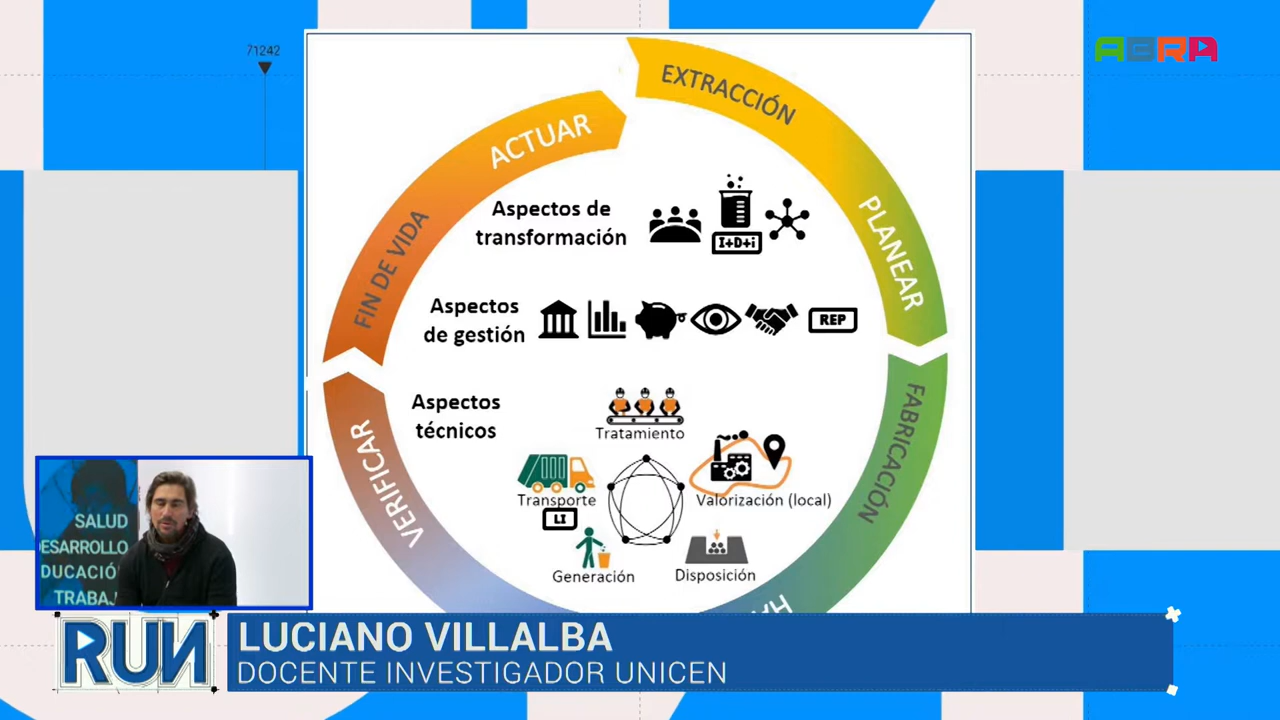 71242
ABRA
EXTRACCIÓN
ACTUAR
PLANEAR
FIN DE VIDA
Aspectos de
transformación
I+D+i
Aspectos
de gestión
REP
FABRICACIÓN
Aspectos
técnicos
Tratamiento
VERIFICAR
Transporte
LI
Valorización (local)
Generación
Disposición
SALUD
ESARROLLO
DUCACIÓ
TRABAJ
RUN
LUCIANO VILLALBA
DOCENTE INVESTIGADOR UNICEN